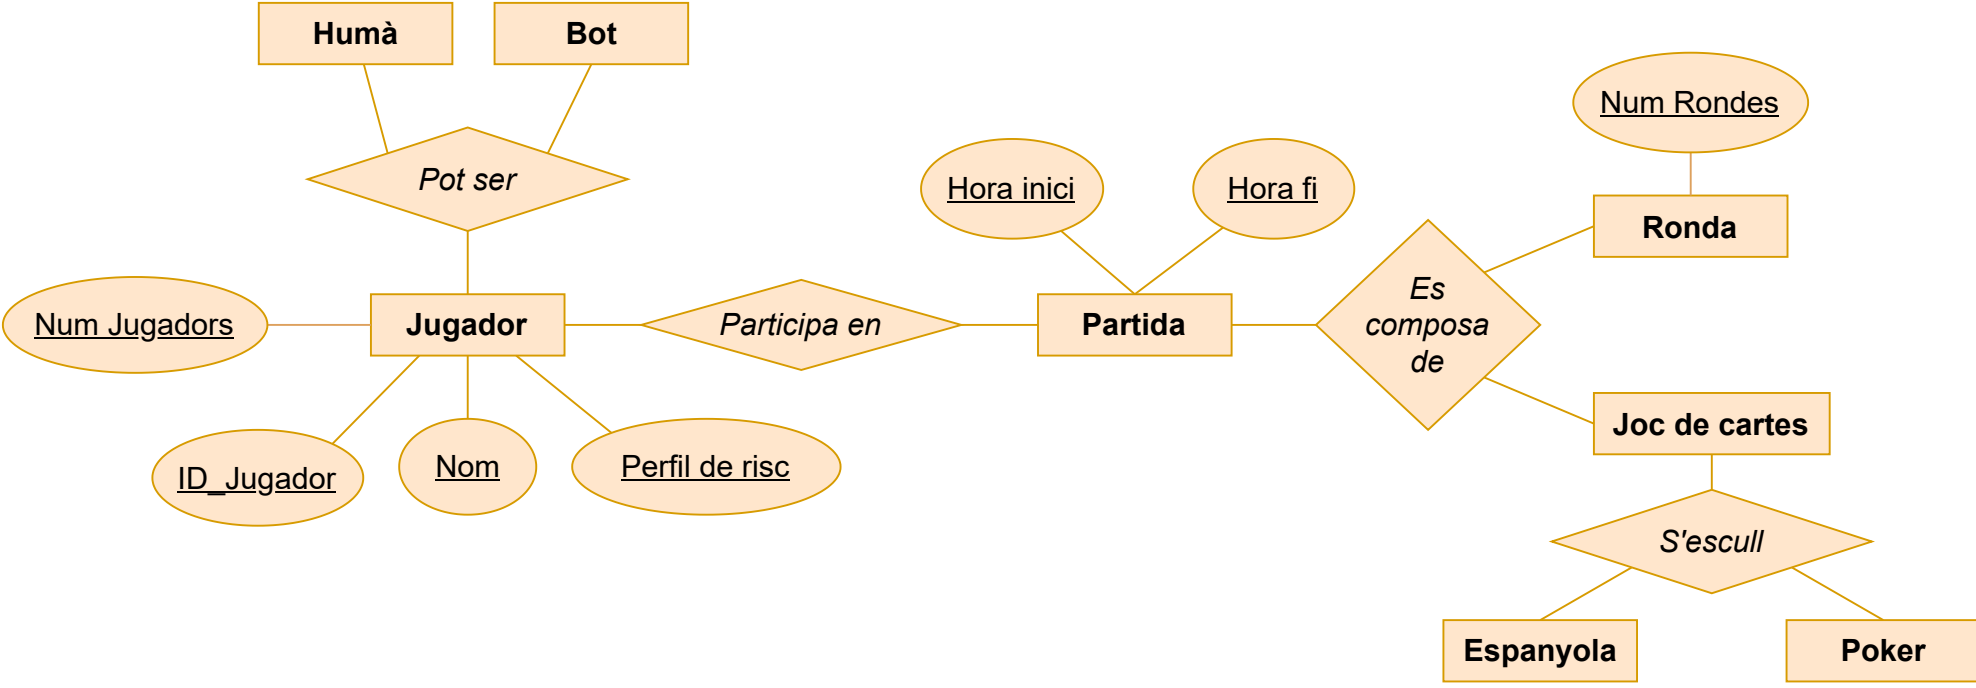 Humà
Bot
Num Rondes
Pot ser
Hora inici
Hora fi
Ronda
Num Jugadors
Jugador
Participa en
Partida
Es
composa
de
Joc de cartes
ID_Jugador
Nom
Perfil de risc
S'escull
Espanyola
Poker